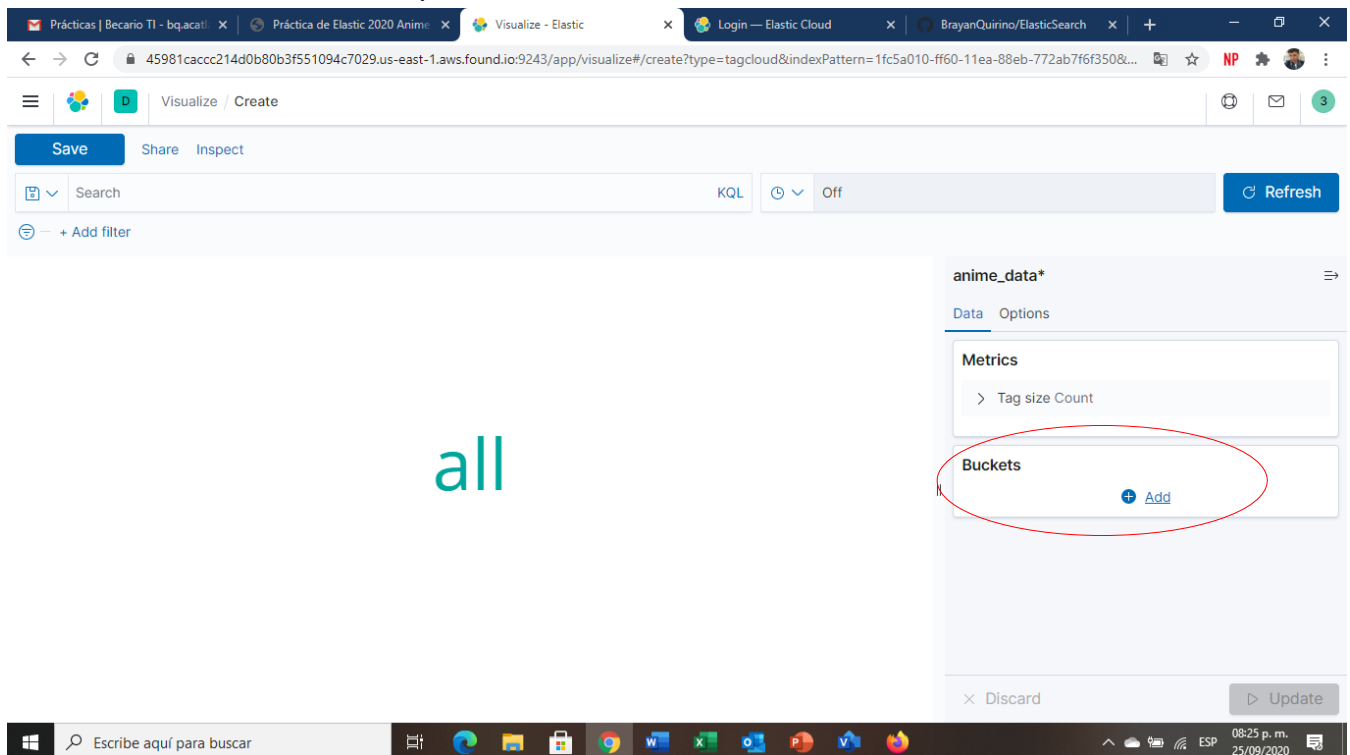 Prácticas | Becario TI - bq.acatl
Práctica de Elastic 2020 Anime
Visualize - Elastic
Login — Elastic Cloud
BrayanQuirino/ElasticSearch
45981caccc214d0b80b3f551094c7029.us-east-1.aws.found.io:9243/app/visualize#/create?type=tagcloud&indexPattern=1fc5a010-ff60-11ea-88eb-772ab7f6f350&...
NP
D Visualize / Create 3
Save Share Inspect
Search KQL Off Refresh
+ Add filter
anime_data*
Data Options
Metrics
Tag size Count
all
Buckets
Add
Discard Update
Escribe aquí para buscar
ESP
08:25 p. m.
25/09/2020